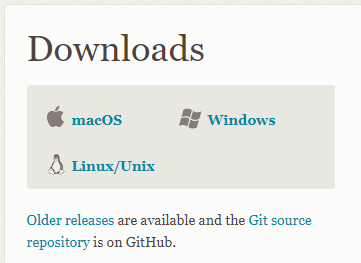 Downloads
macOS Windows
Linux/Unix
Older releases are available and the Git source
repository is on GitHub.